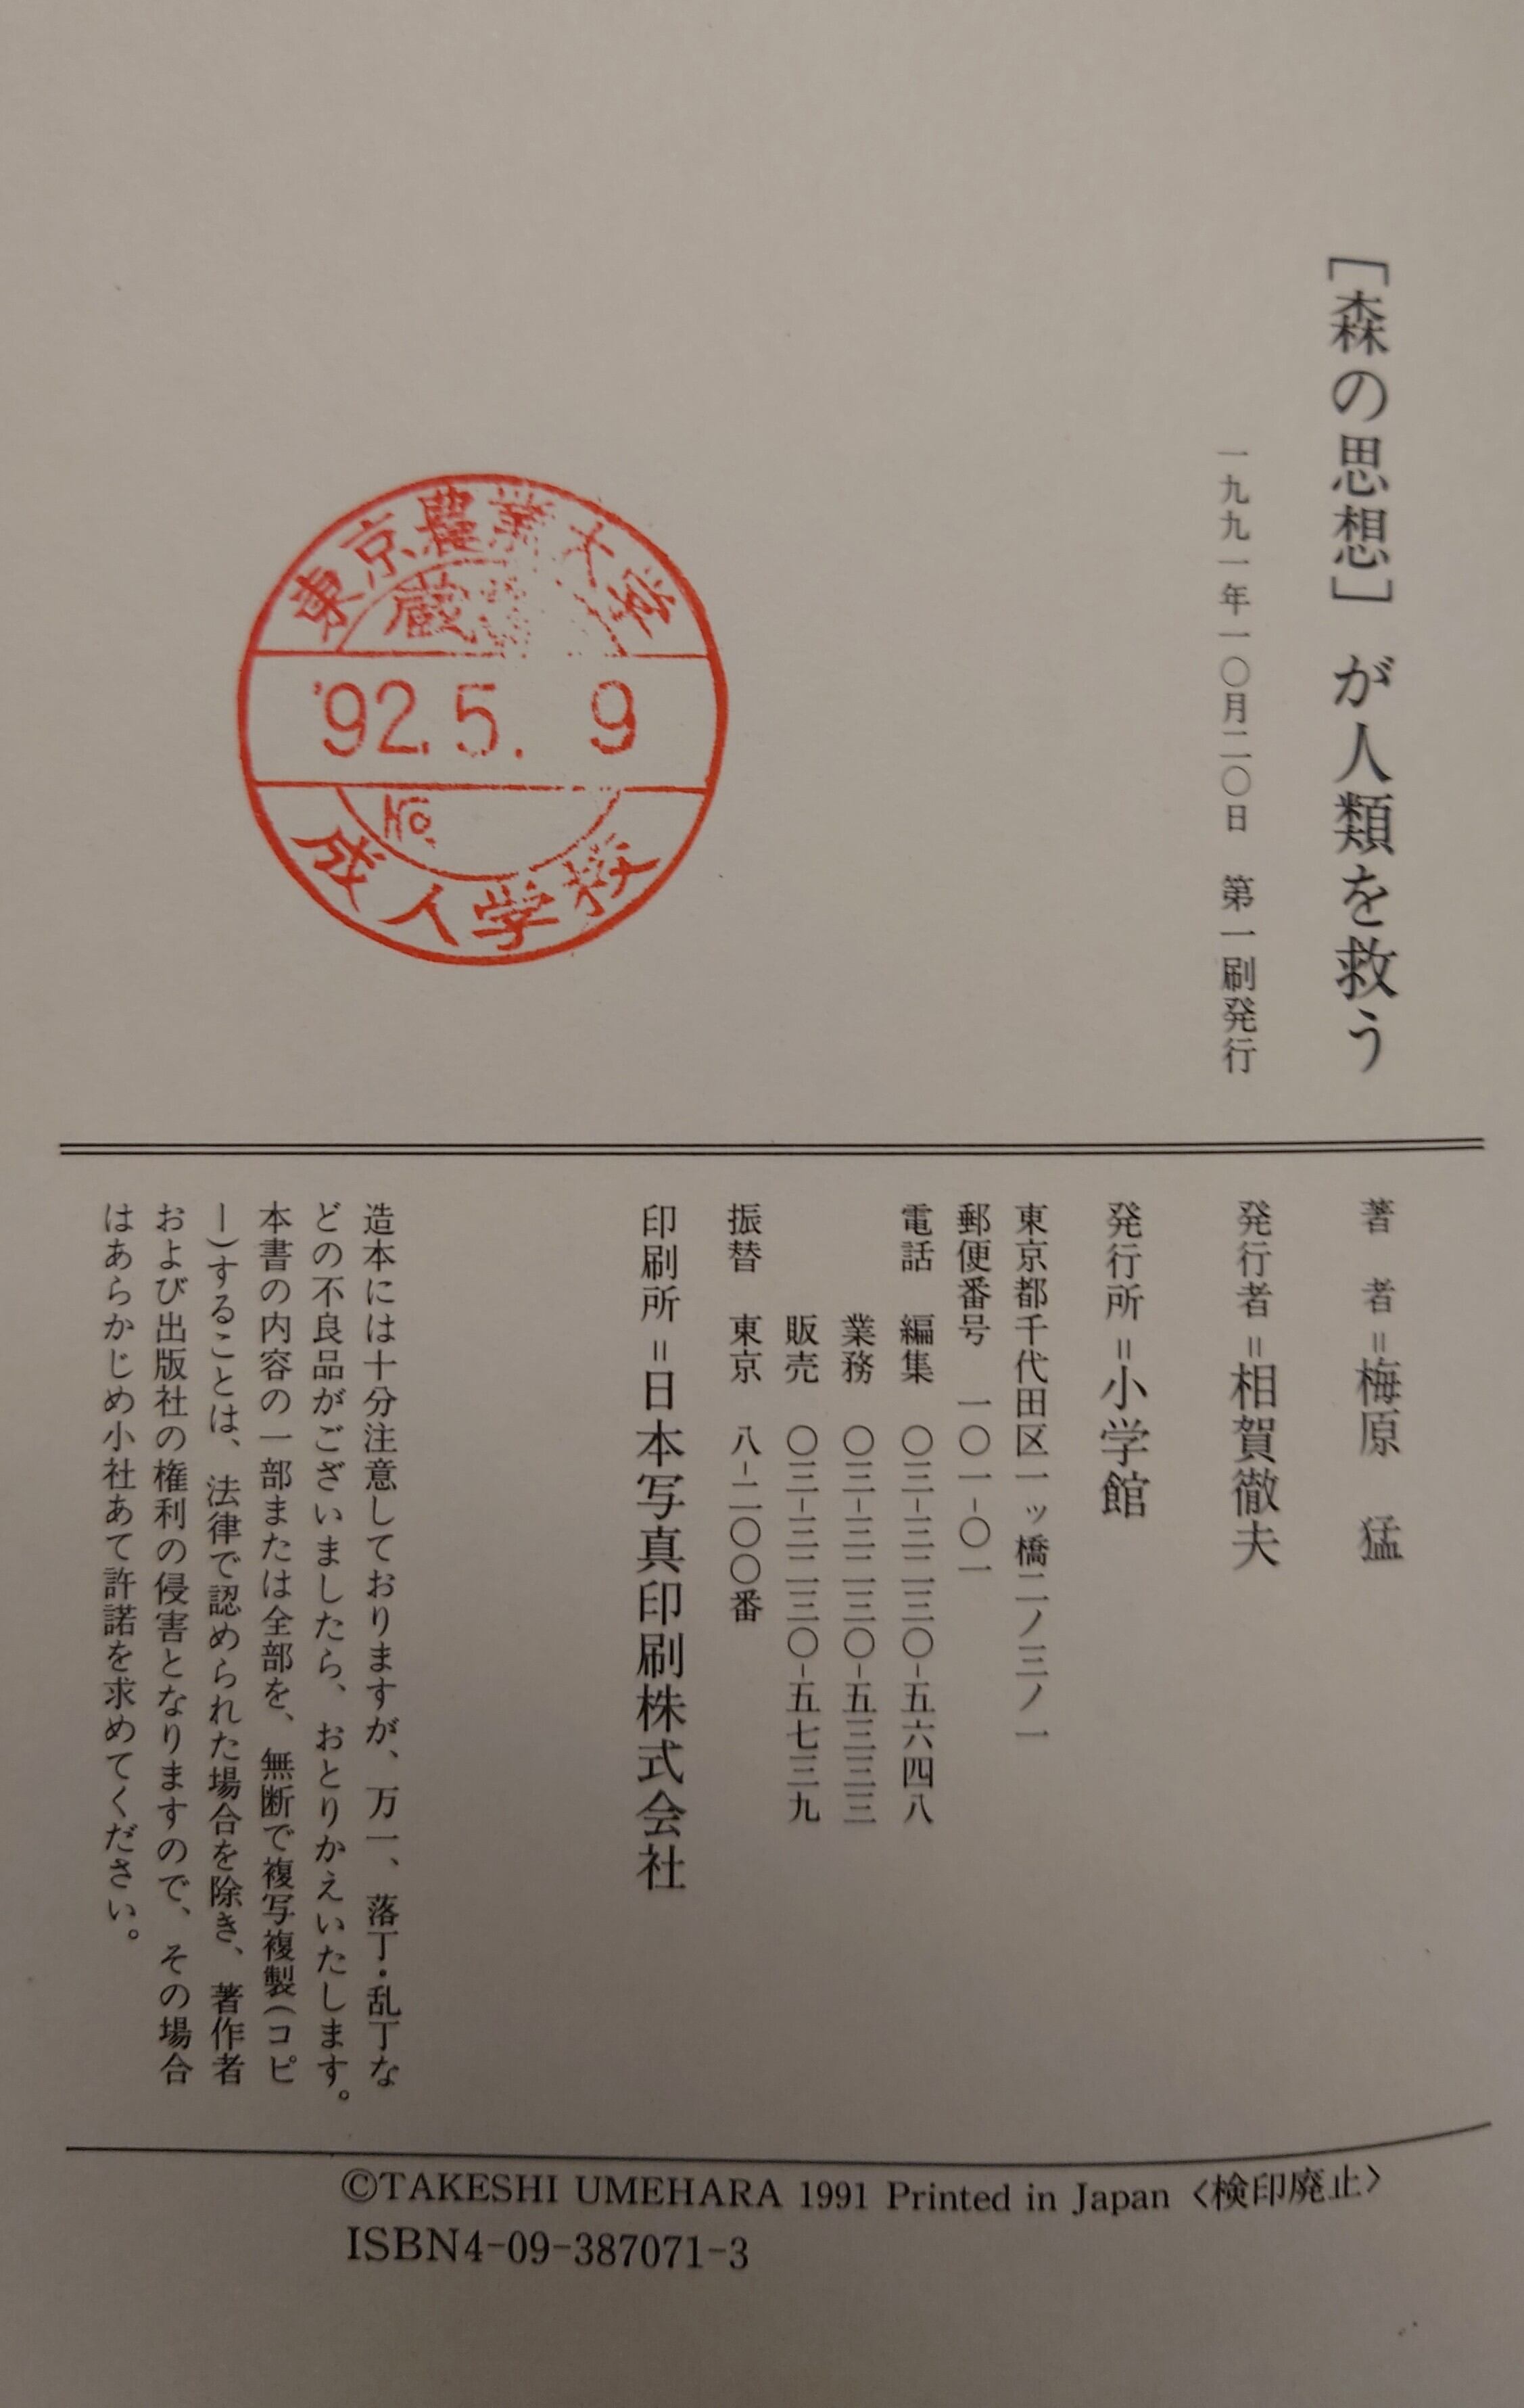 ［森の思想］が人類を救う
一九九一年一〇月二〇日　第一刷発行
東京農業大学
蔵
'92.5.9
No.
成人学校
著　者＝梅原　猛
発行者＝相賀徹夫
発行所＝小学館
東京都千代田区一ッ橋二ノ三ノ一
郵便番号　一〇一-〇一
電話　編集　〇三-三二三〇-五六四八
業務　〇三-三二三〇-五三三三
販売　〇三-三二三〇-五七三九
振替　東京　八-二〇〇番
印刷所＝日本写真印刷株式会社
造本には十分注意しておりますが、万一、落丁・乱丁な
どの不良品がございましたら、おとりかえいたします。
本書の内容の一部または全部を、無断で複写複製（コピ
ー）することは、法律で認められた場合を除き、著作者
および出版社の権利の侵害となりますので、その場合
はあらかじめ小社あて許諾を求めてください。
©TAKESHI UMEHARA 1991 Printed in Japan〈検印廃止〉
ISBN4-09-387071-3